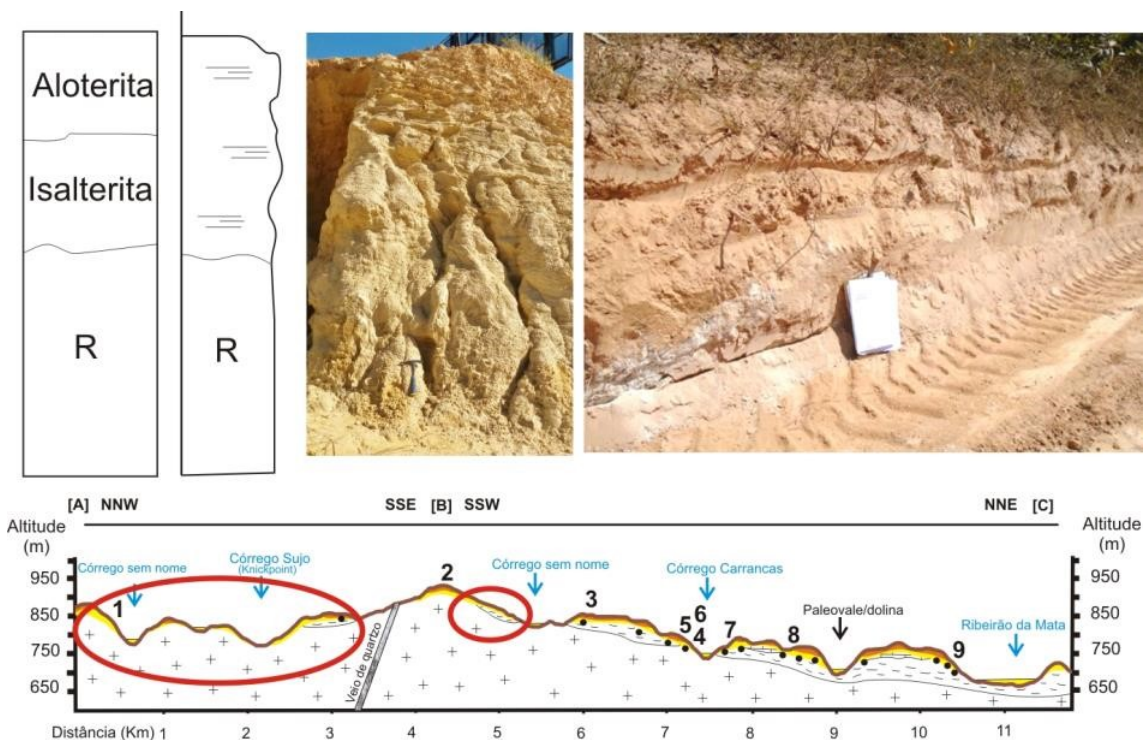 Aloterita
Isalterita
R
R
[A] NNW SSE [B] SSW NNE [C]
Altitude
(m)
Altitude
(m)
950
850
750
650
950
850
750
650
Córrego sem nome
Córrego Sujo
(Knickpoint)
Córrego sem nome
Córrego Carrancas
Paleovale/dolina
Ribeirão da Mata
1
2
3
5
6
4
7
8
9
Veio de quartzo
Distância (Km) 1 2 3 4 5 6 7 8 9 10 11